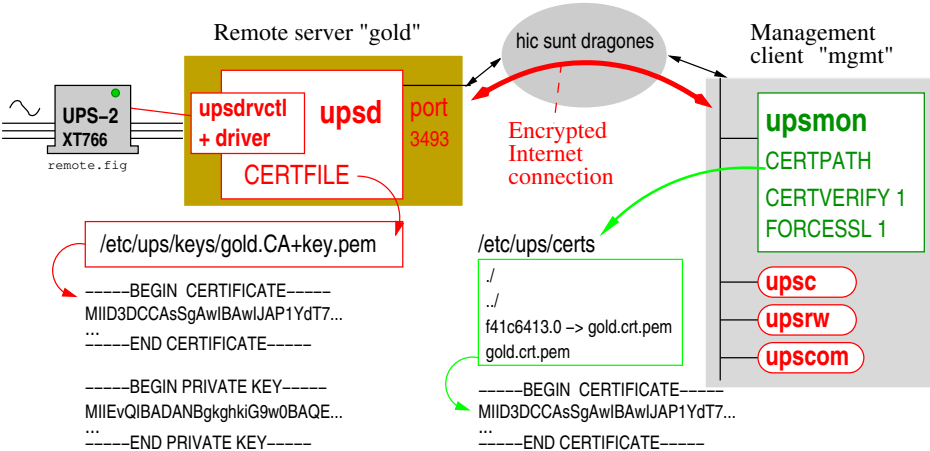 Remote server "gold"
hic sunt dragones
Management
client "mgmt"
UPS−2
XT766
remote.fig
upsdrvctl
+ driver
upsd
port
3493
CERTFILE
Encrypted
Internet
connection
upsmon
CERTPATH
CERTVERIFY 1
FORCESSL 1
/etc/ups/keys/gold.CA+key.pem
−−−−−BEGIN CERTIFICATE−−−−−
MIID3DCCAsSgAwIBAwIJAP1YdT7...
...
−−−−−END CERTIFICATE−−−−−
−−−−−BEGIN PRIVATE KEY−−−−−
MIIEvQIBADANBgkghkiG9w0BAQE...
...
−−−−−END PRIVATE KEY−−−−−
/etc/ups/certs
./
../
f41c6413.0 −> gold.crt.pem
gold.crt.pem
−−−−−BEGIN CERTIFICATE−−−−−
MIID3DCCAsSgAwIBAwIJAP1YdT7...
...
−−−−−END CERTIFICATE−−−−−
upsc
upsrw
upscom